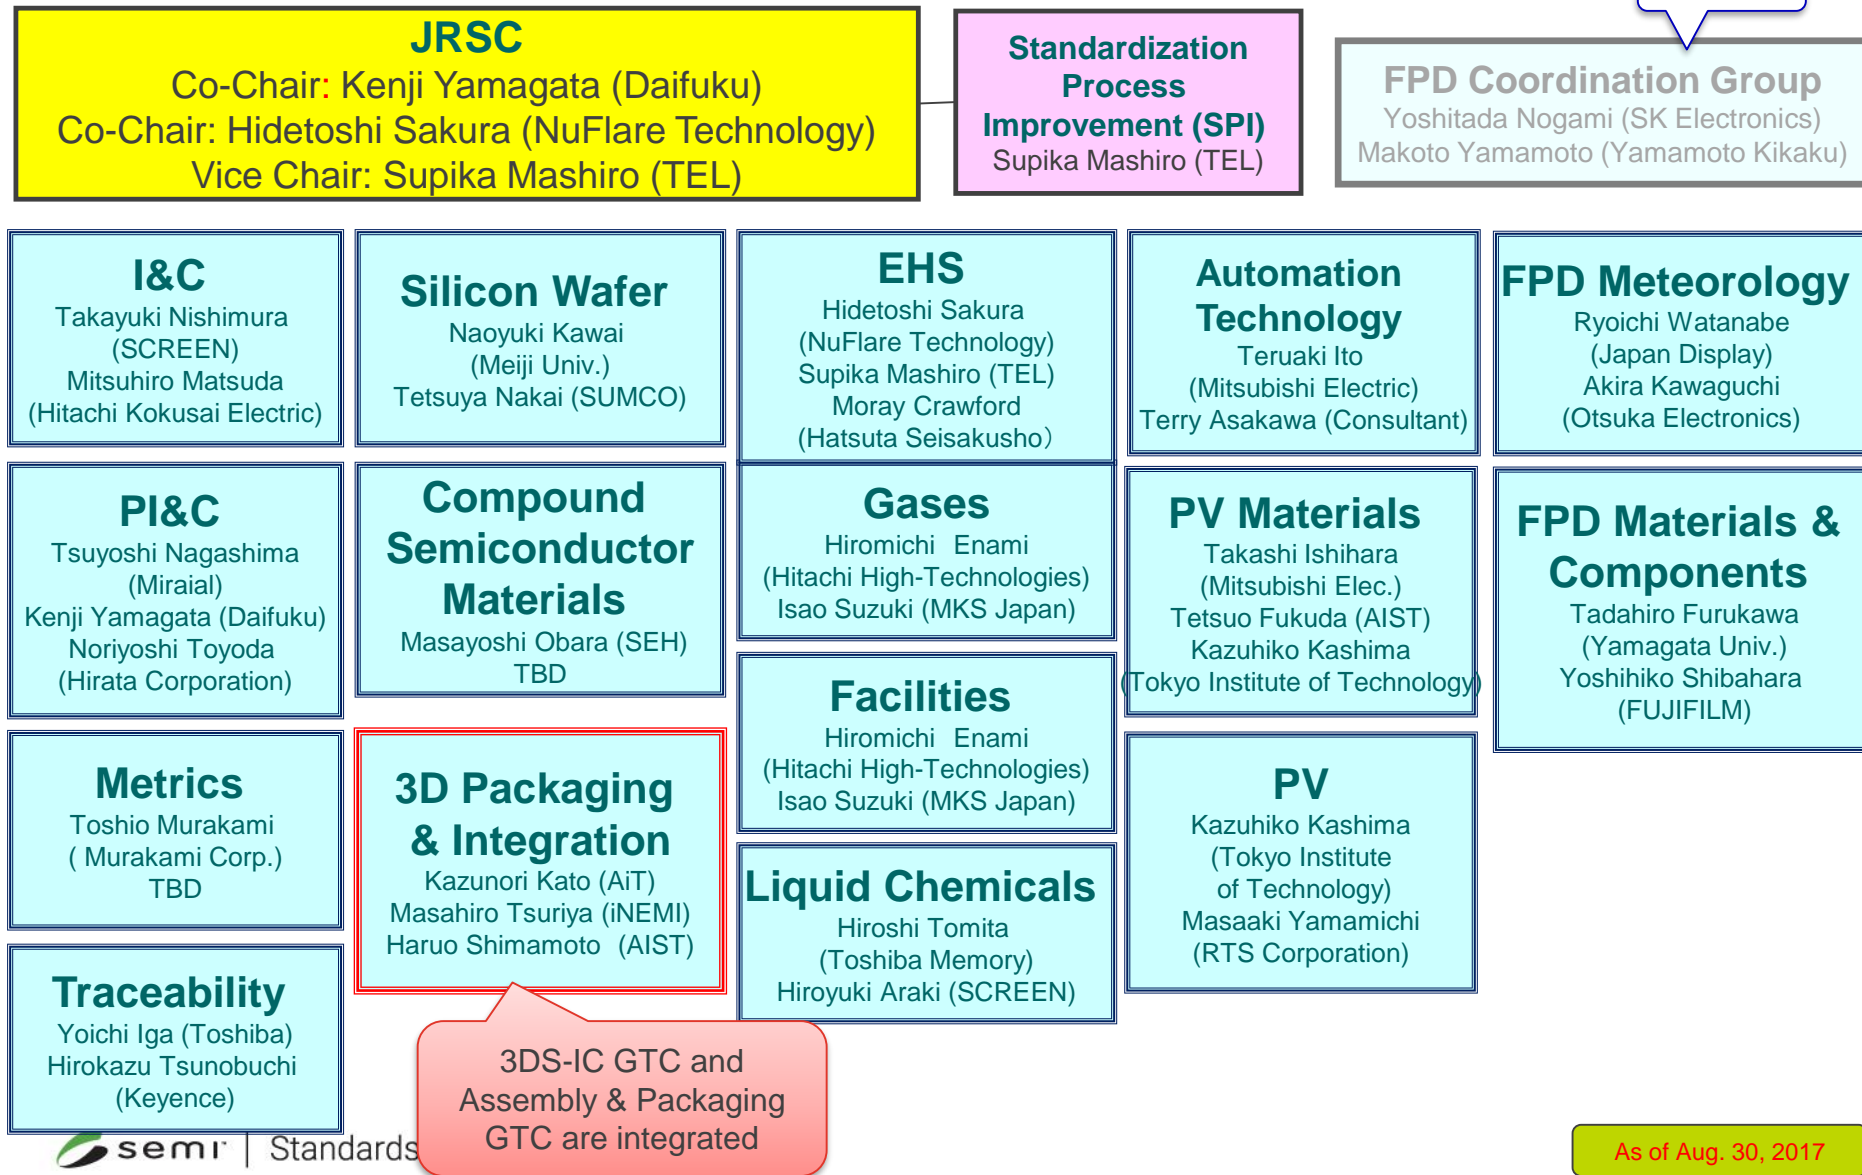 JRSC
Co-Chair: Kenji Yamagata (Daifuku)
Co-Chair: Hidetoshi Sakura (NuFlare Technology)
Vice Chair: Supika Mashiro (TEL)
Standardization
Process
Improvement (SPI)
Supika Mashiro (TEL)
FPD Coordination Group
Yoshitada Nogami (SK Electronics)
Makoto Yamamoto (Yamamoto Kikaku)
I&C
Takayuki Nishimura
(SCREEN)
Mitsuhiro Matsuda
(Hitachi Kokusai Electric)
Silicon Wafer
Naoyuki Kawai
(Meiji Univ.)
Tetsuya Nakai (SUMCO)
EHS
Hidetoshi Sakura
(NuFlare Technology)
Supika Mashiro (TEL)
Moray Crawford
(Hatsuta Seisakusho）
Automation
Technology
Teruaki Ito
(Mitsubishi Electric)
Terry Asakawa (Consultant)
FPD Meteorology
Ryoichi Watanabe
(Japan Display)
Akira Kawaguchi
(Otsuka Electronics)
PI&C
Tsuyoshi Nagashima
(Miraial)
Kenji Yamagata (Daifuku)
Noriyoshi Toyoda
(Hirata Corporation)
Compound
Semiconductor
Materials
Masayoshi Obara (SEH)
TBD
Gases
Hiromichi Enami
(Hitachi High-Technologies)
Isao Suzuki (MKS Japan)
PV Materials
Takashi Ishihara
(Mitsubishi Elec.)
Tetsuo Fukuda (AIST)
Kazuhiko Kashima
(Tokyo Institute of Technology)
FPD Materials &
Components
Tadahiro Furukawa
(Yamagata Univ.)
Yoshihiko Shibahara
(FUJIFILM)
Facilities
Hiromichi Enami
(Hitachi High-Technologies)
Isao Suzuki (MKS Japan)
Metrics
Toshio Murakami
( Murakami Corp.)
TBD
3D Packaging
& Integration
Kazunori Kato (AiT)
Masahiro Tsuriya (iNEMI)
Haruo Shimamoto (AIST)
PV
Kazuhiko Kashima
(Tokyo Institute
of Technology)
Masaaki Yamamichi
(RTS Corporation)
Liquid Chemicals
Hiroshi Tomita
(Toshiba Memory)
Hiroyuki Araki (SCREEN)
Traceability
Yoichi Iga (Toshiba)
Hirokazu Tsunobuchi
(Keyence)
3DS-IC GTC and
Assembly & Packaging
GTC are integrated
semi | Standards
As of Aug. 30, 2017